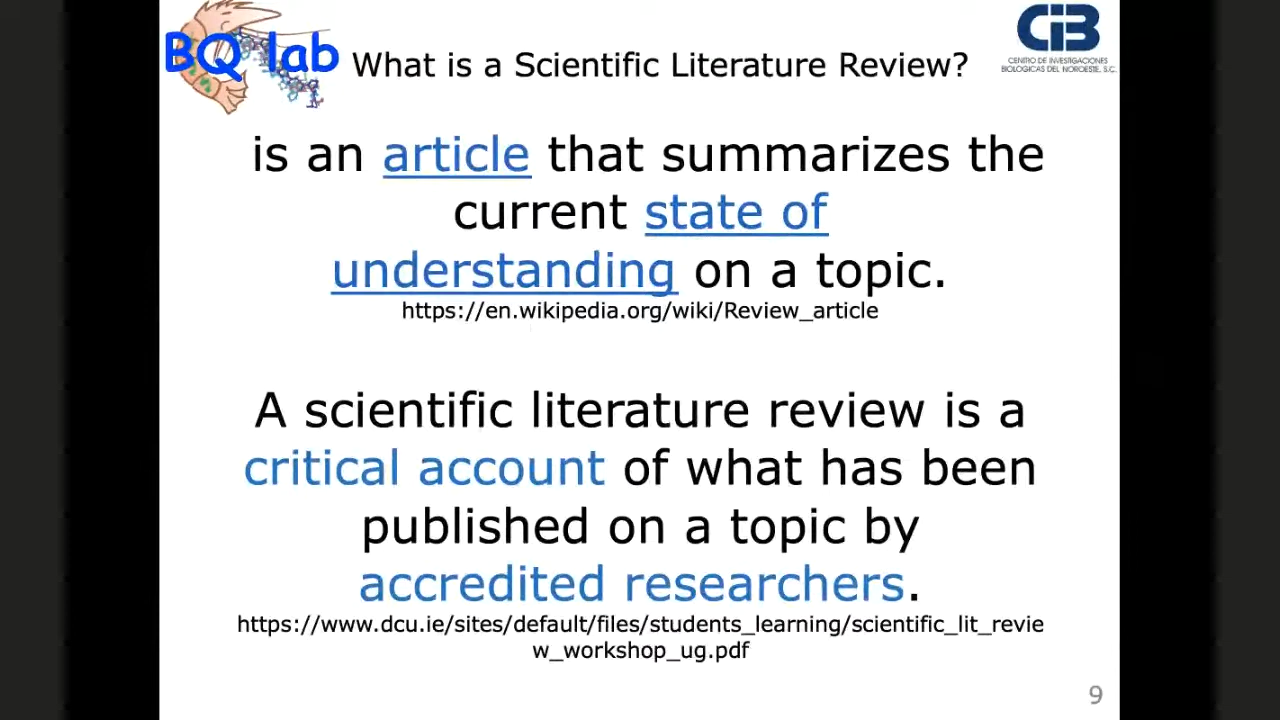 BQ lab
What is a Scientific Literature Review?
CIB
CENTRO DE INVESTIGACIONES
BIOLOGICAS DEL NOROESTE, S.C.
is an article that summarizes the
current state of
understanding on a topic.
https://en.wikipedia.org/wiki/Review_article
A scientific literature review is a
critical account of what has been
published on a topic by
accredited researchers.
https://www.dcu.ie/sites/default/files/students_learning/scientific_lit_revie
w_workshop_ug.pdf
9